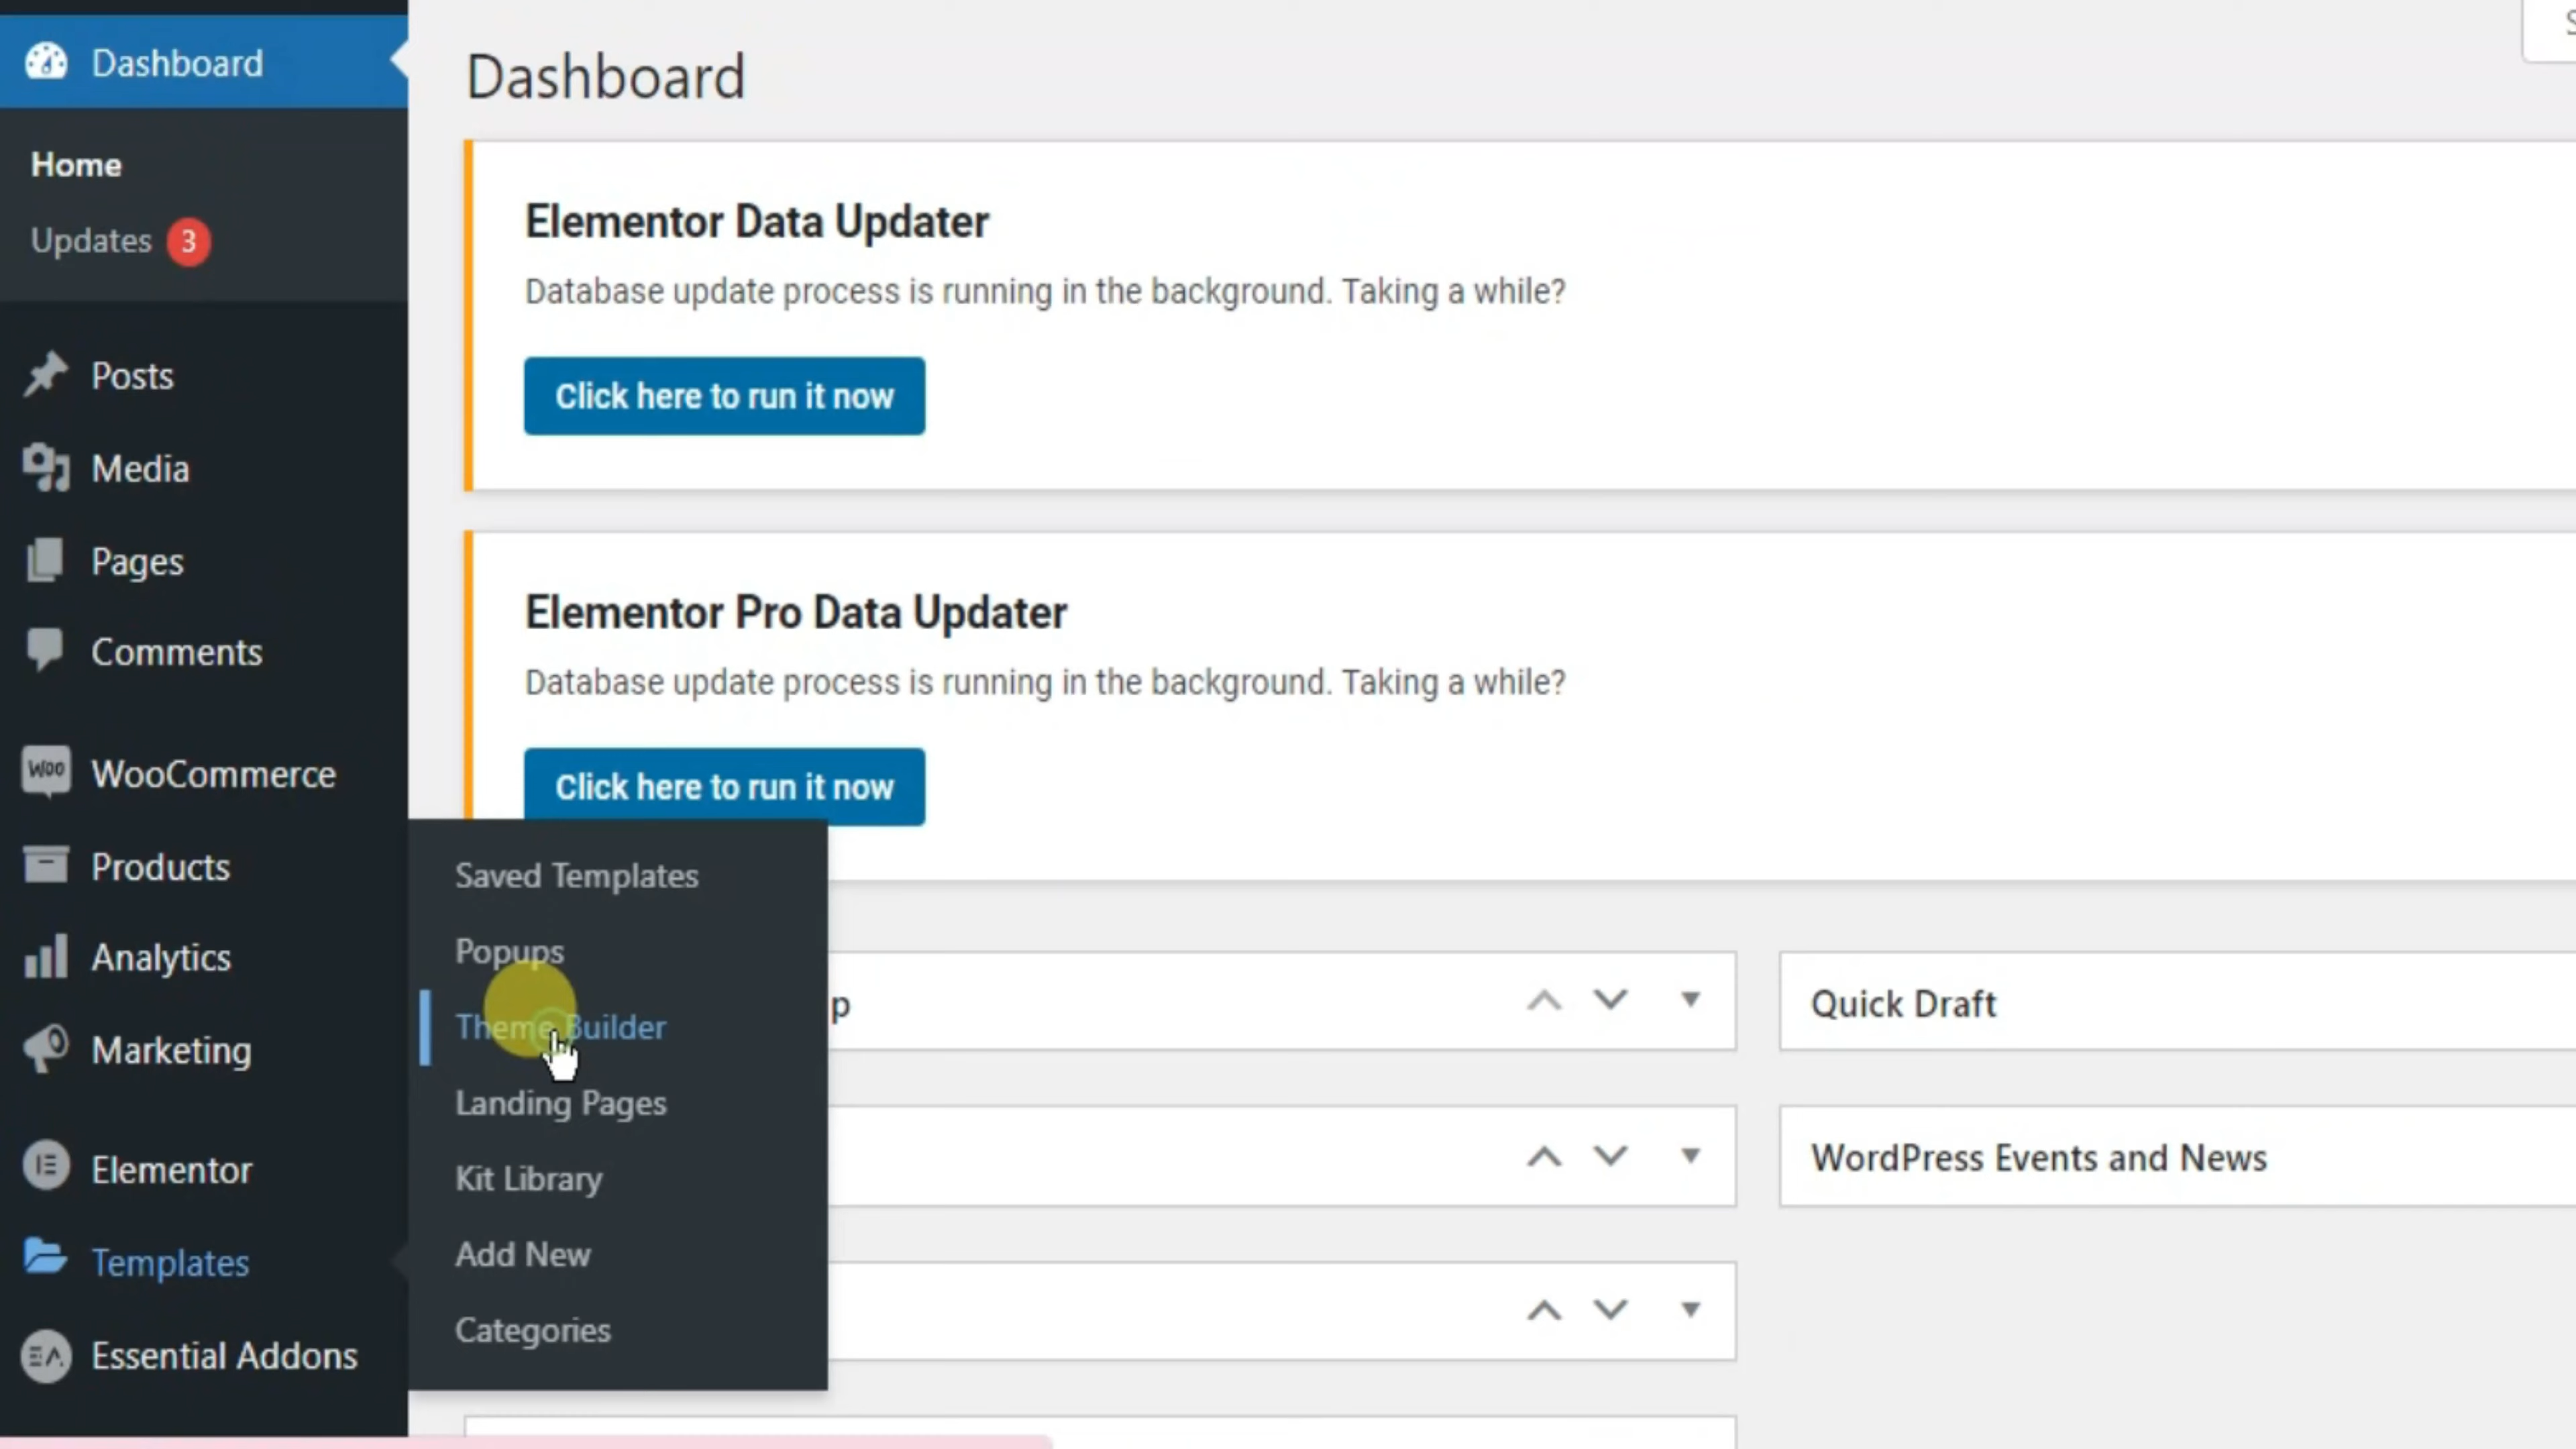 Dashboard
Home
Updates 3
Posts
Media
Pages
Comments
WooCommerce
Products
Analytics
Marketing
Elementor
Templates
Essential Addons
Saved Templates
Popups
Theme Builder
Landing Pages
Kit Library
Add New
Categories
Dashboard
Elementor Data Updater
Database update process is running in the background. Taking a while?
Click here to run it now
Elementor Pro Data Updater
Database update process is running in the background. Taking a while?
Click here to run it now
p
Quick Draft
WordPress Events and News